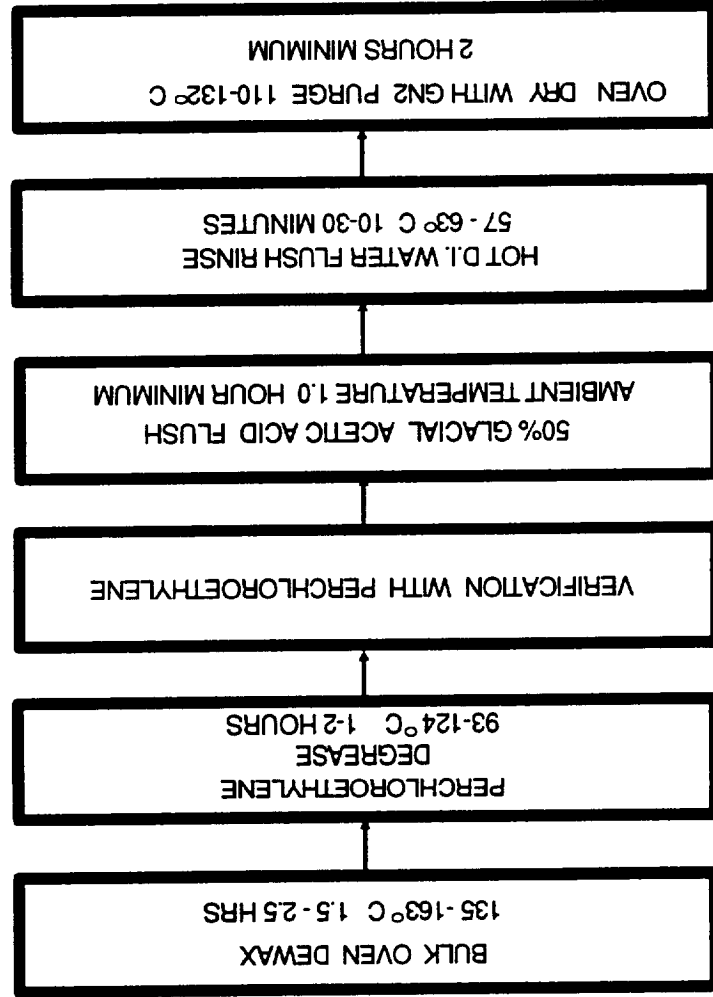 BULK OVEN DEWAX
135-163°C 1.5-2.5 HRS
PERCHLOROETHYLENE
DEGREASE
93-124°C 1-2 HOURS
VERIFICATION WITH PERCHLOROETHYLENE
50% GLACIAL ACETIC ACID FLUSH
AMBIENT TEMPERATURE 1.0 HOUR MINIMUM
HOT D.I. WATER FLUSH RINSE
57-63°C 10-30 MINUTES
OVEN DRY WITH GN2 PURGE 110-132°C
2 HOURS MINIMUM